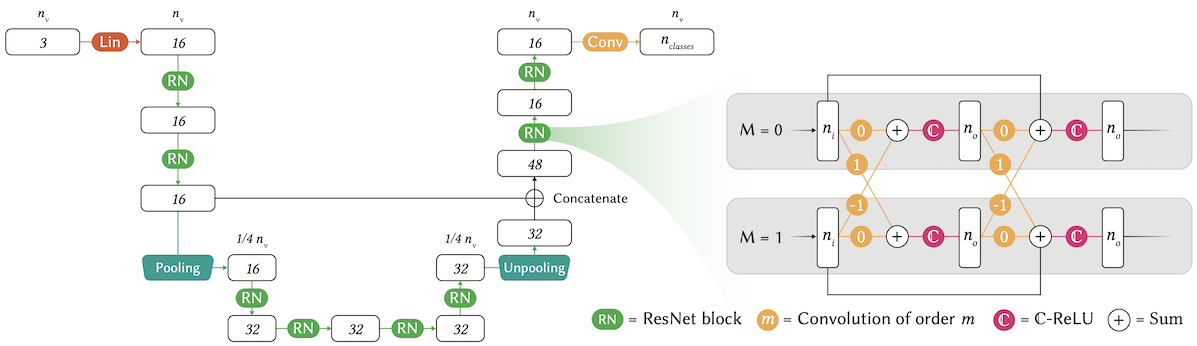 n_v n_v n_v n_v
3 Lin 16 16 Conv n_classes
RN RN
16 16
RN RN
16 48
Concatenate
32
1/4 n_v 1/4 n_v
Pooling 16 32 Unpooling
RN RN
32 RN 32 RN 32
M = 0 n_i 0 + ℂ n_o 0 + ℂ n_o
1 1
-1 -1
M = 1 n_i 0 + ℂ n_o 0 + ℂ n_o
RN = ResNet block m = Convolution of order m ℂ = ℂ-ReLU + = Sum